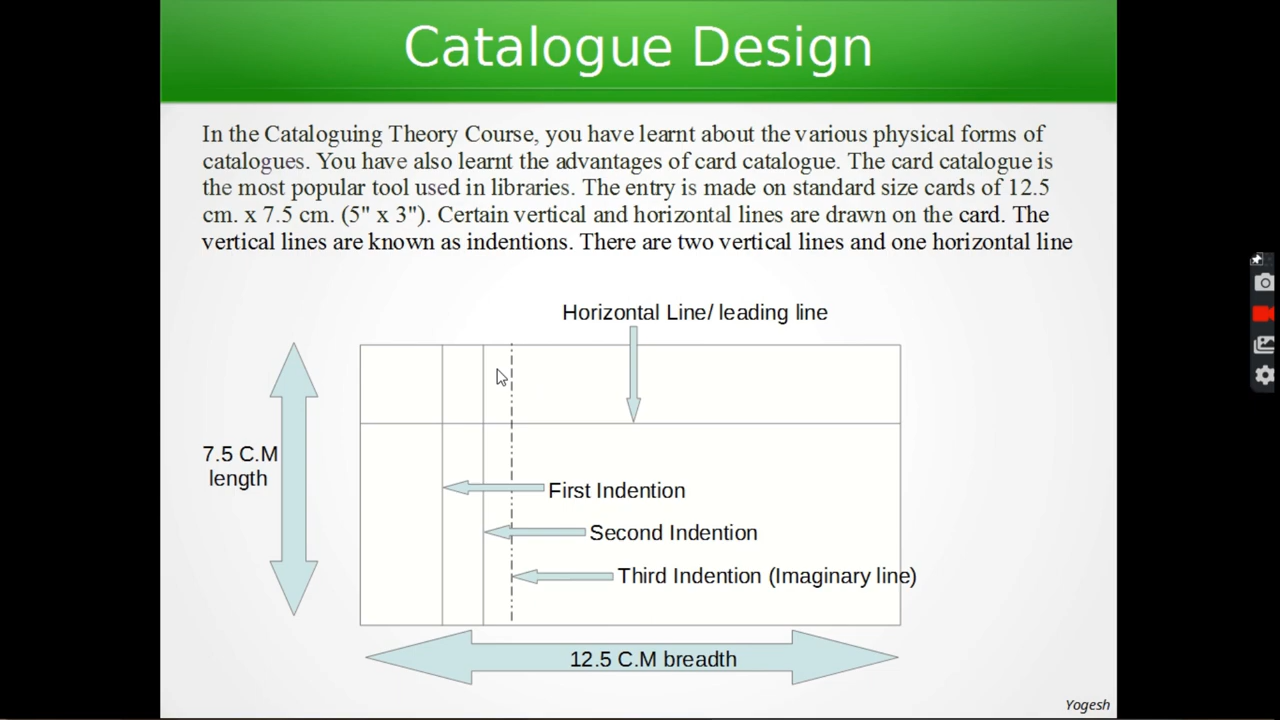 Catalogue Design
In the Cataloguing Theory Course, you have learnt about the various physical forms of
catalogues. You have also learnt the advantages of card catalogue. The card catalogue is
the most popular tool used in libraries. The entry is made on standard size cards of 12.5
cm. x 7.5 cm. (5" x 3"). Certain vertical and horizontal lines are drawn on the card. The
vertical lines are known as indentions. There are two vertical lines and one horizontal line
Horizontal Line/ leading line
7.5 C.M
length
First Indention
Second Indention
Third Indention (Imaginary line)
12.5 C.M breadth
Yogesh